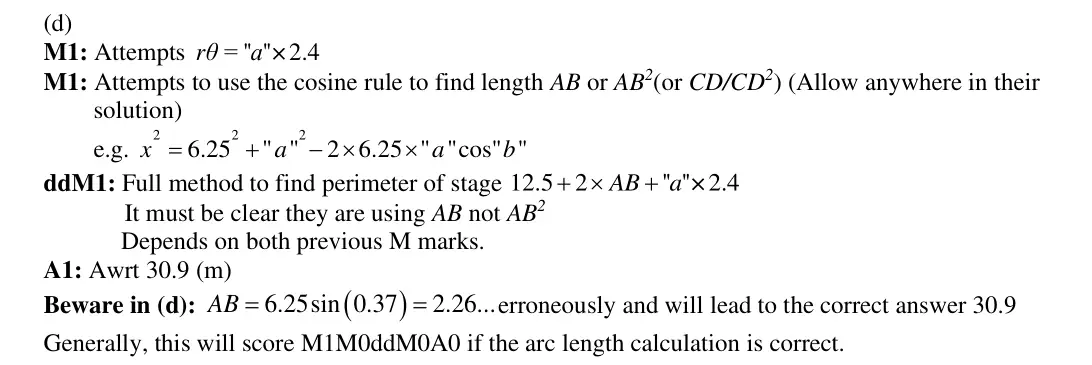 (d)
M1: Attempts rθ = "a"×2.4
M1: Attempts to use the cosine rule to find length AB or AB²(or CD/CD²) (Allow anywhere in their
solution)
e.g. x² = 6.25² + "a"² − 2×6.25×"a"cos"b"
ddM1: Full method to find perimeter of stage 12.5+2× AB+"a"×2.4
It must be clear they are using AB not AB²
Depends on both previous M marks.
A1: Awrt 30.9 (m)
Beware in (d): AB = 6.25sin(0.37) = 2.26... erroneously and will lead to the correct answer 30.9
Generally, this will score M1M0ddM0A0 if the arc length calculation is correct.